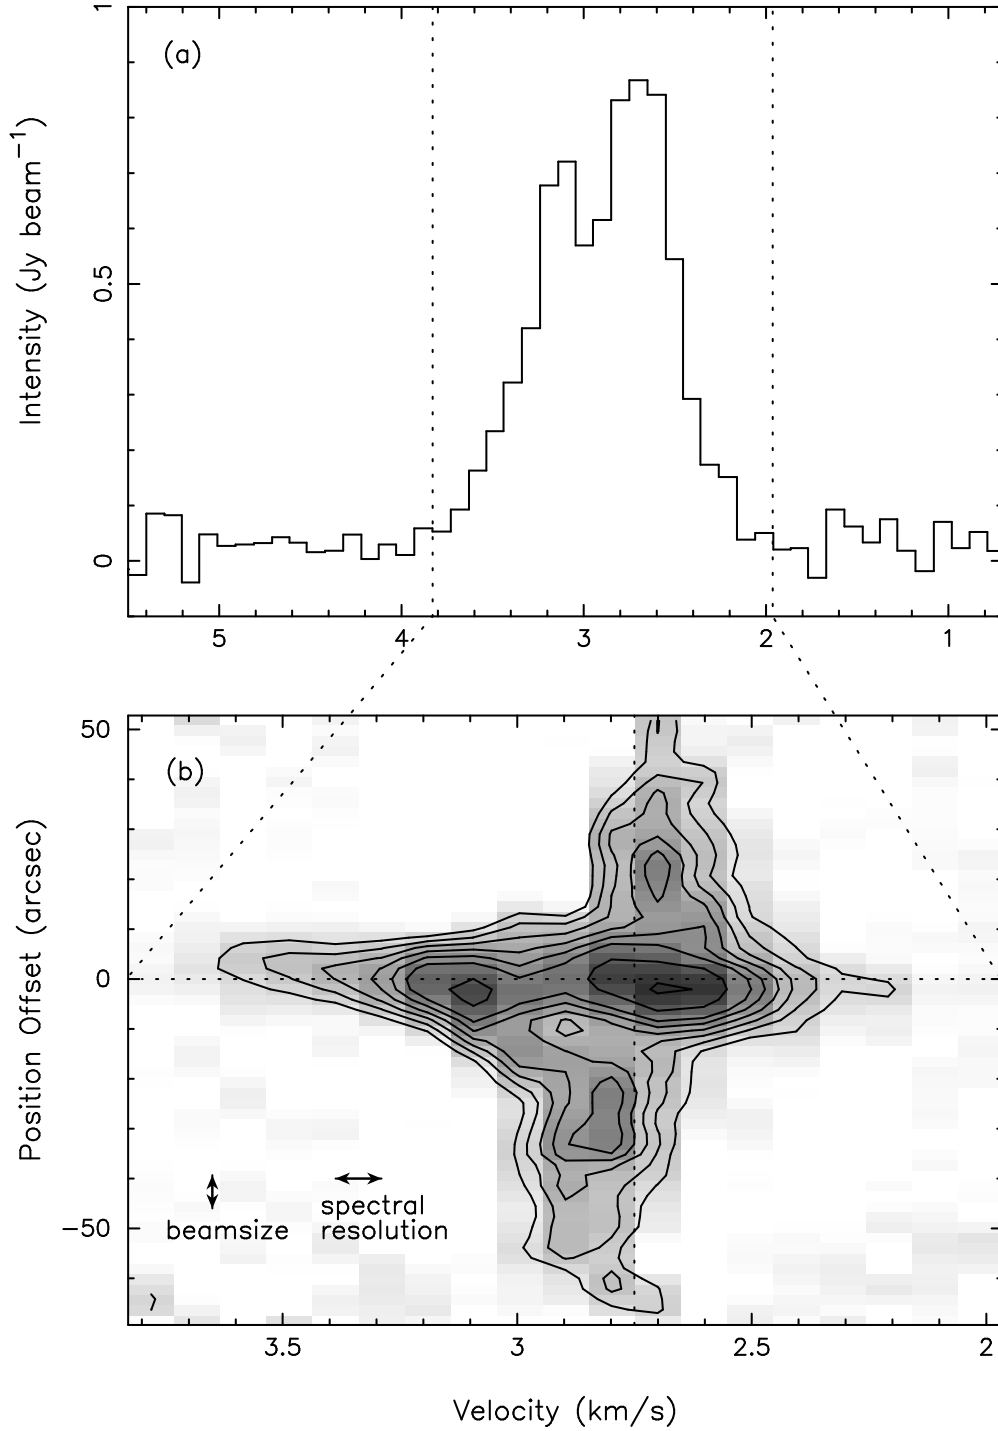 1
(a)
Intensity (Jy beam−1)
0.5
0
5 4 3 2 1
50
(b)
Position Offset (arcsec)
0
spectral
beamsize resolution
−50
3.5 3 2.5 2
Velocity (km/s)